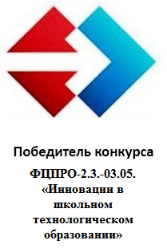 Победитель конкурса
ФЦПРО-2.3.-03.05.
«Инновации в
школьном
технологическом
образовании»